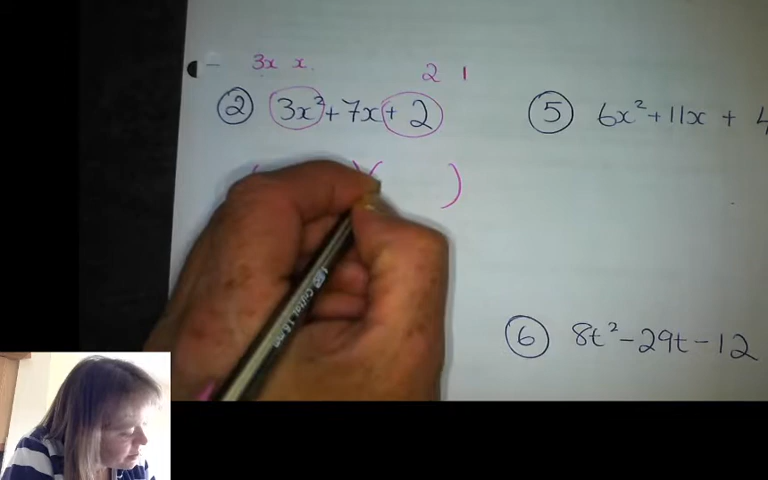 3x x
2 1
② 3x² + 7x + 2
( )( )
⑤ 6x² + 11x + 4
⑥ 8t² - 29t - 12